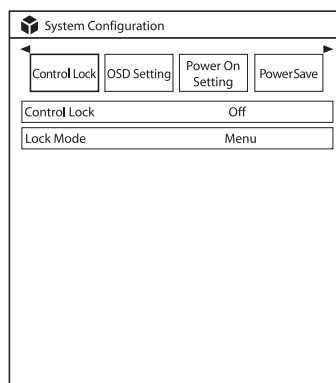 System Configuration
Control Lock OSD Setting Power On Setting PowerSave
Control Lock Off
Lock Mode Menu